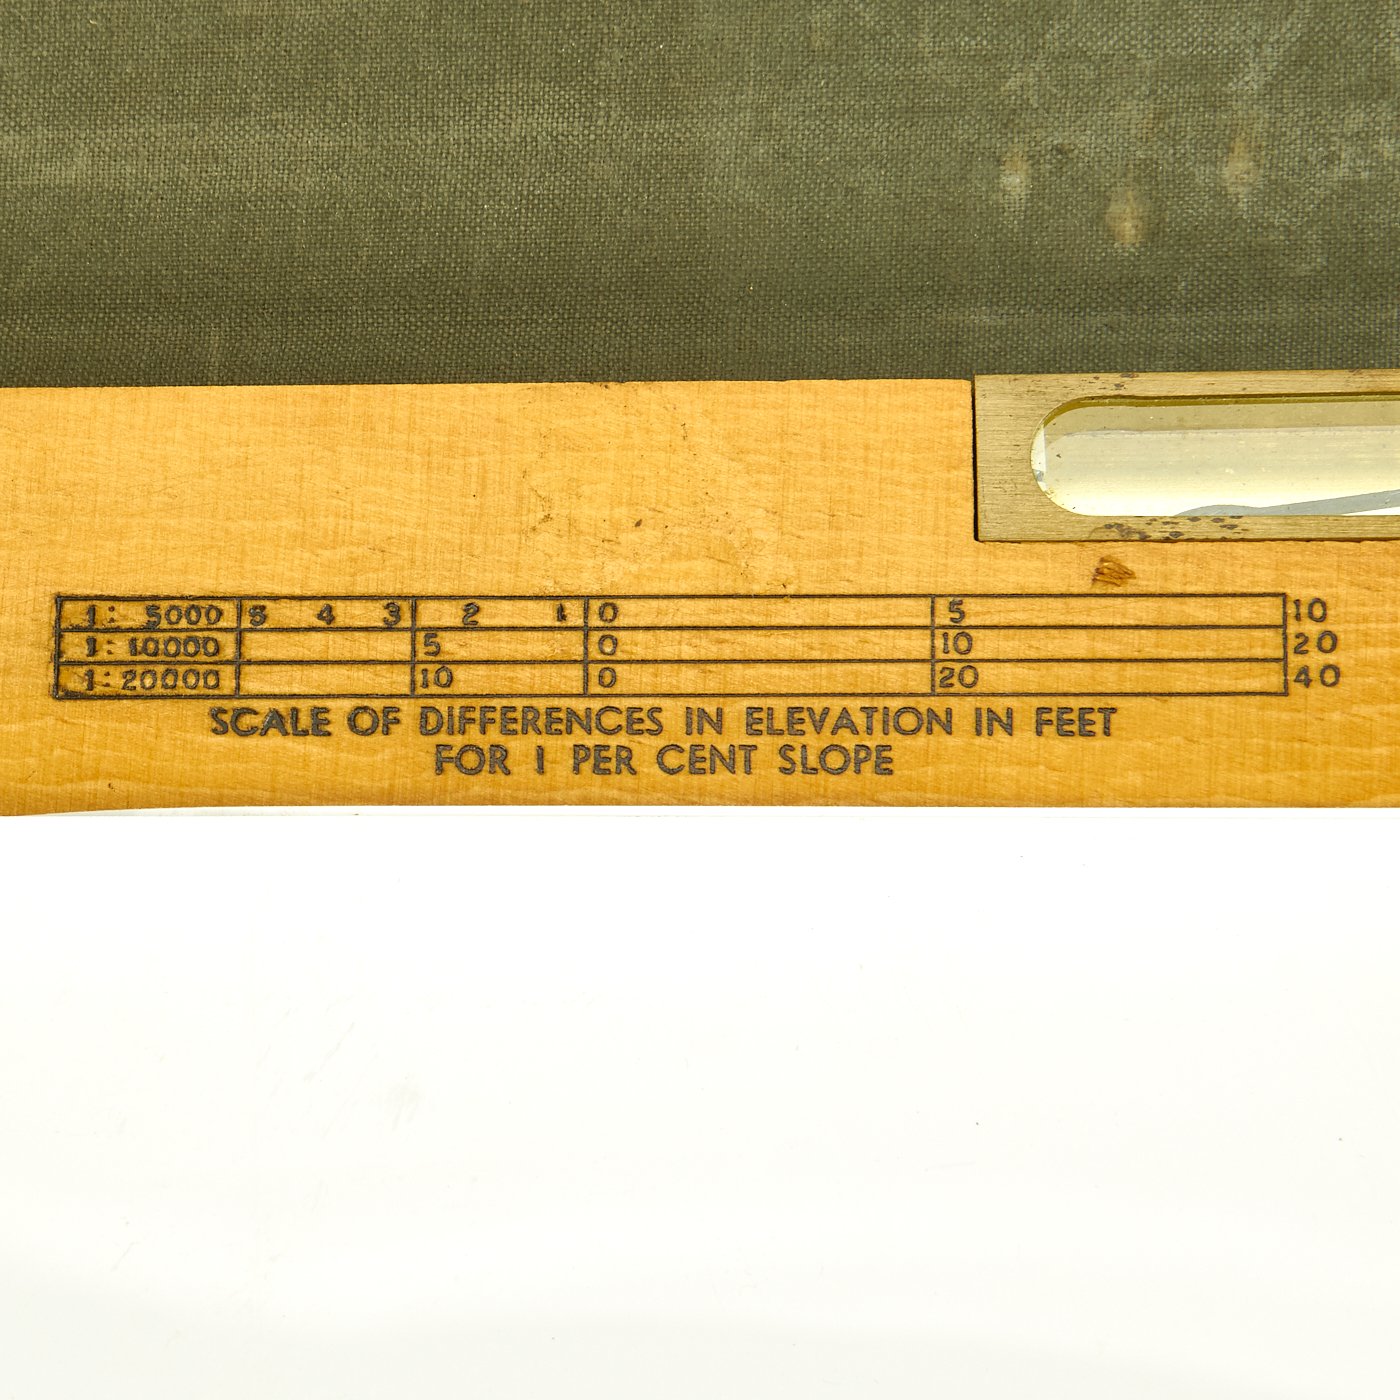 1: 5000 5 4 3 2 1 0 5 10
1: 10000 5 0 10 20
1: 20000 10 0 20 40
SCALE OF DIFFERENCES IN ELEVATION IN FEET
FOR 1 PER CENT SLOPE